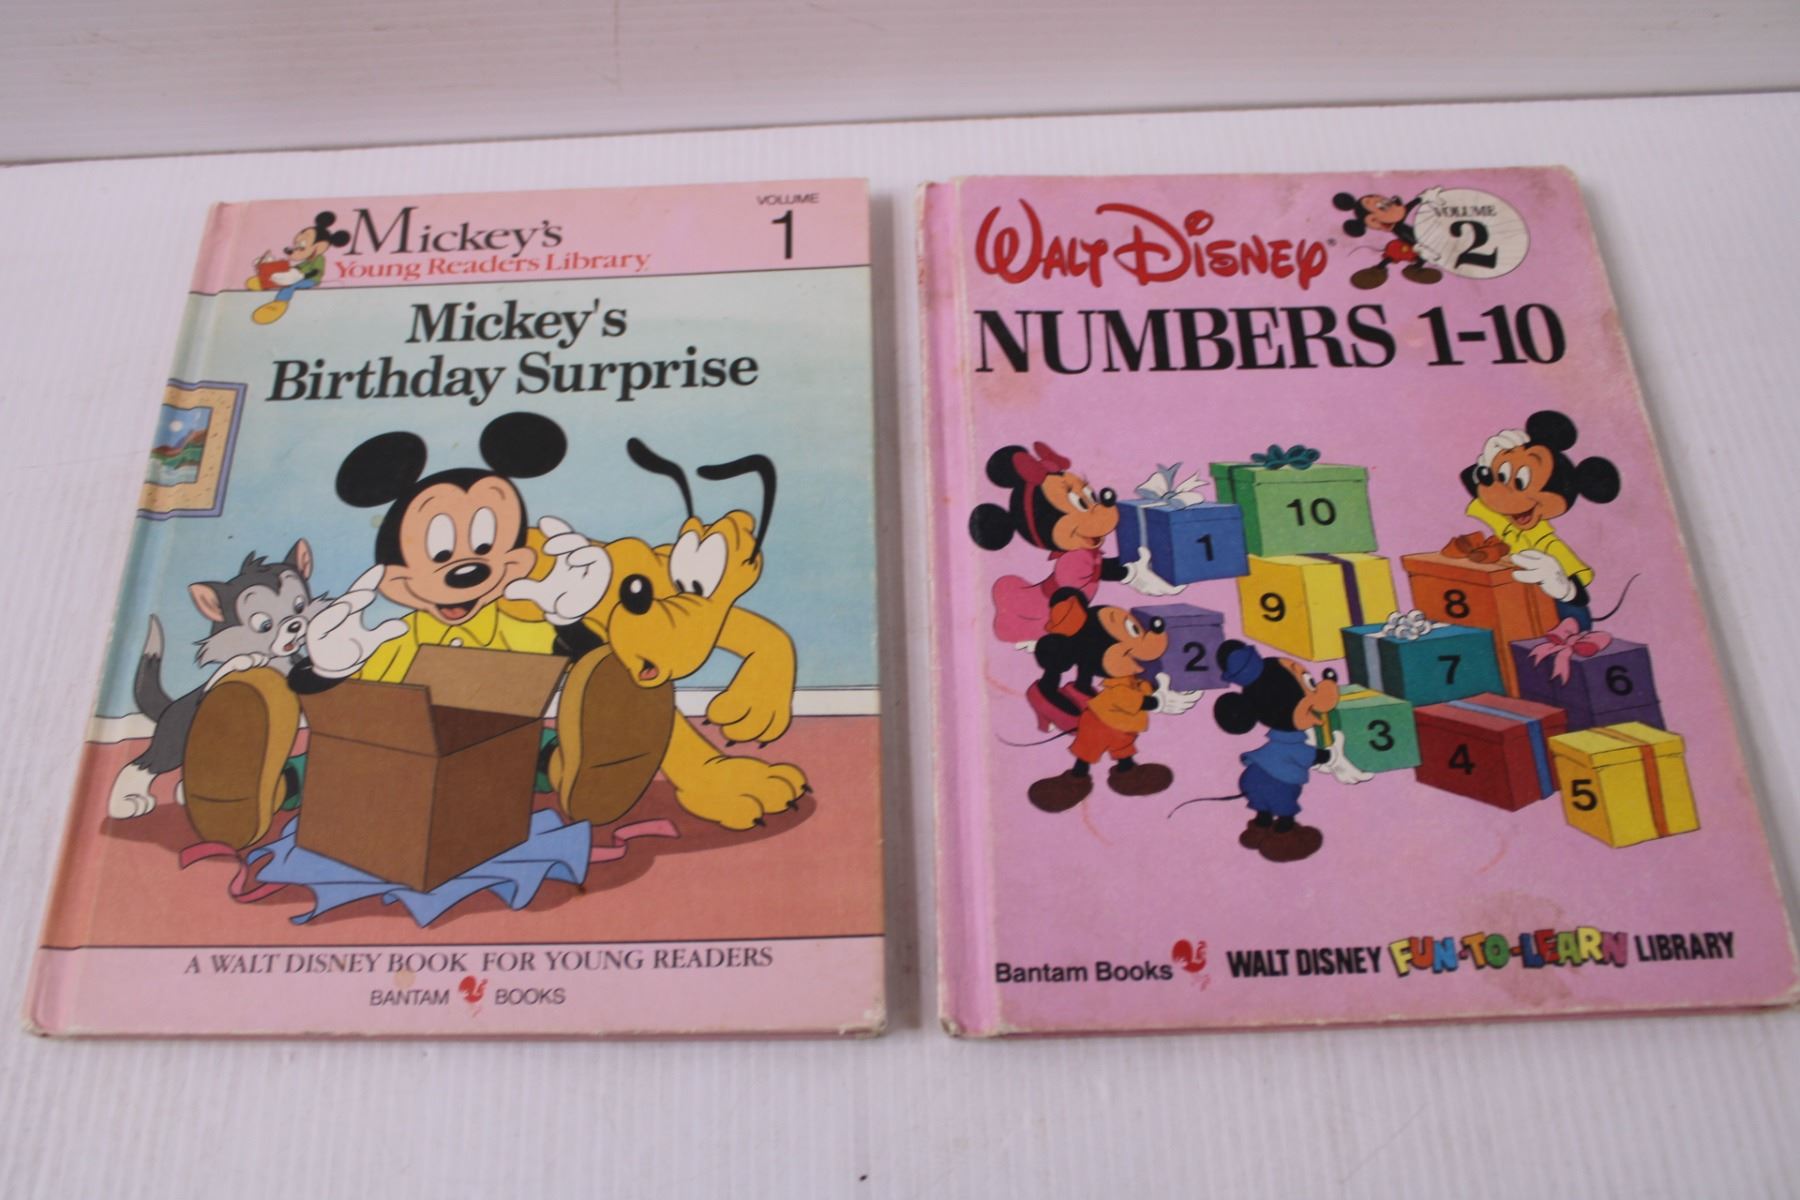 Mickey's
Young Readers Library
VOLUME
1
Mickey's
Birthday Surprise
A WALT DISNEY BOOK FOR YOUNG READERS
BANTAM BOOKS
WALT DISNEY®
VOLUME
2
NUMBERS 1-10
10
1
9
8
2
7
6
3
4
5
Bantam Books WALT DISNEY FUN-TO-LEARN LIBRARY